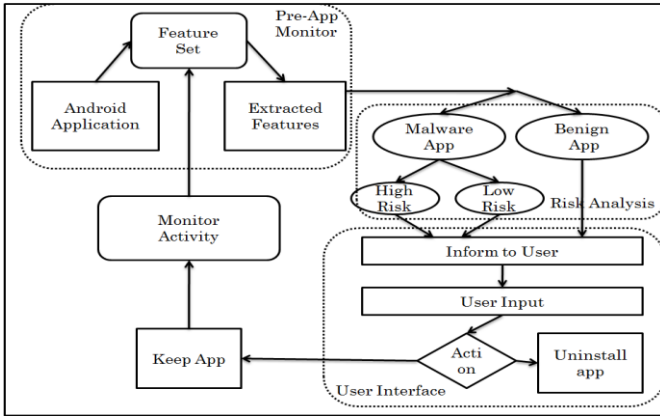 Pre-App
Monitor
Feature
Set
Android
Application
Extracted
Features
Malware
App
Benign
App
High
Risk
Low
Risk
Risk Analysis
Monitor
Activity
Inform to User
User Input
Keep App
Acti
on
Uninstall
app
User Interface